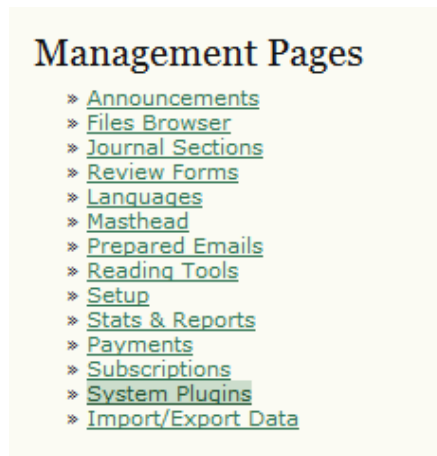 Management Pages
» Announcements
» Files Browser
» Journal Sections
» Review Forms
» Languages
» Masthead
» Prepared Emails
» Reading Tools
» Setup
» Stats & Reports
» Payments
» Subscriptions
» System Plugins
» Import/Export Data